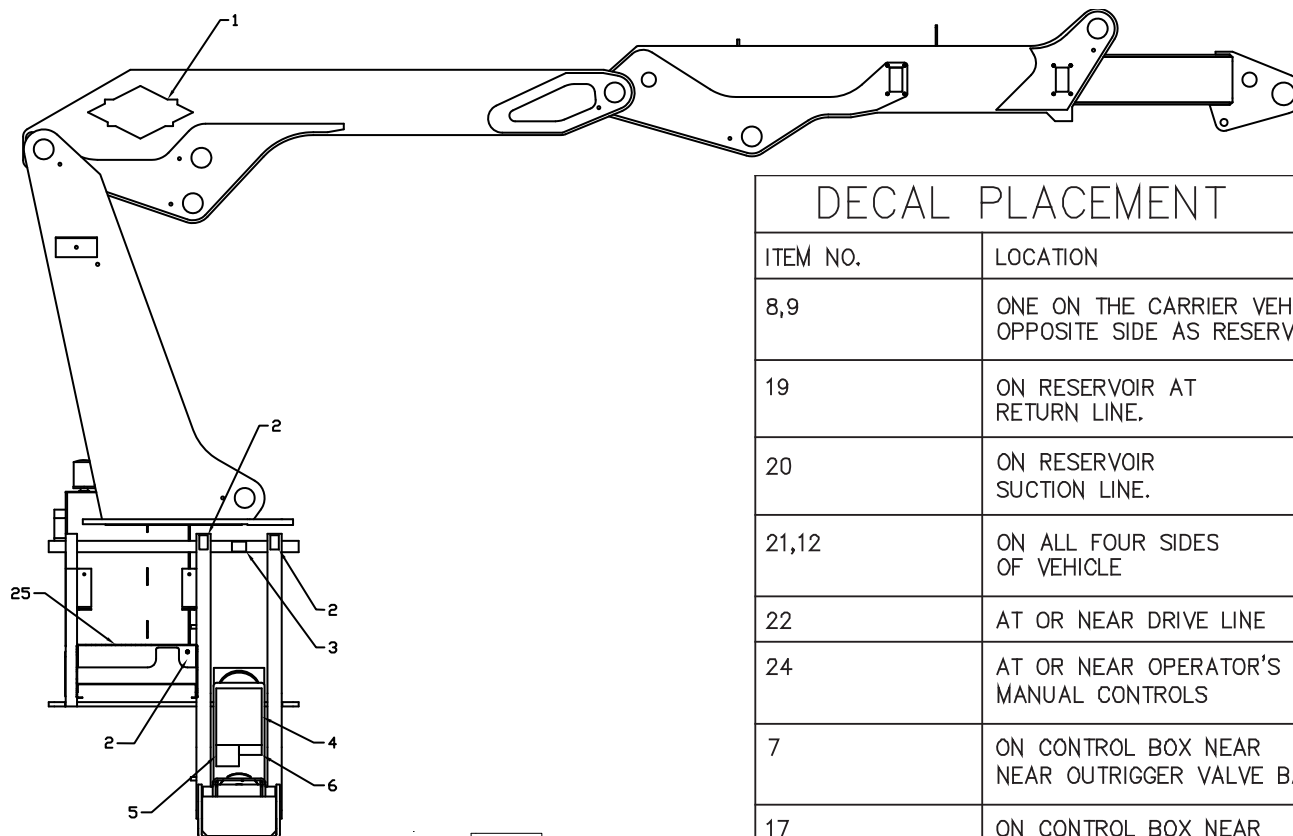 1
DECAL PLACEMENT
ITEM NO. LOCATION
8,9 ONE ON THE CARRIER VEH
OPPOSITE SIDE AS RESERV
19 ON RESERVOIR AT
RETURN LINE.
20 ON RESERVOIR
SUCTION LINE.
21,12 ON ALL FOUR SIDES
OF VEHICLE
22 AT OR NEAR DRIVE LINE
24 AT OR NEAR OPERATOR'S
MANUAL CONTROLS
7 ON CONTROL BOX NEAR
NEAR OUTRIGGER VALVE BA
17 ON CONTROL BOX NEAR
2
25
2
3
2
4
5
6